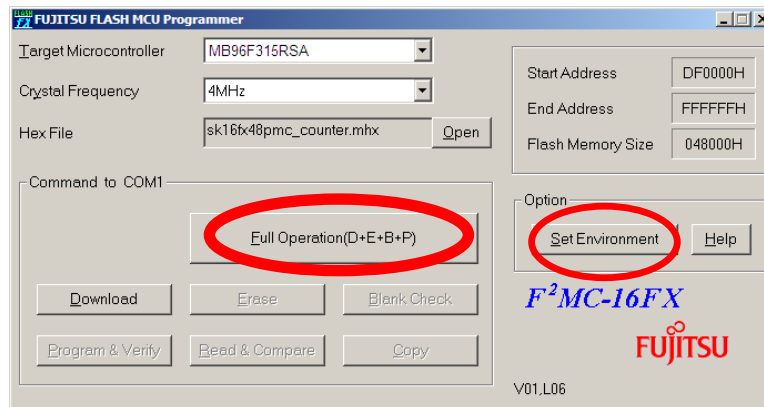 FUJITSU FLASH MCU Programmer
Target Microcontroller MB96F315RSA
Crystal Frequency 4MHz
Hex File sk16fx48pmc_counter.mhx Open
Start Address DF0000H
End Address FFFFFFH
Flash Memory Size 048000H
Command to COM1
Full Operation(D+E+B+P)
Download Erase Blank Check
Program & Verify Read & Compare Copy
Option
Set Environment Help
F²MC-16FX
FUJITSU
V01,L06